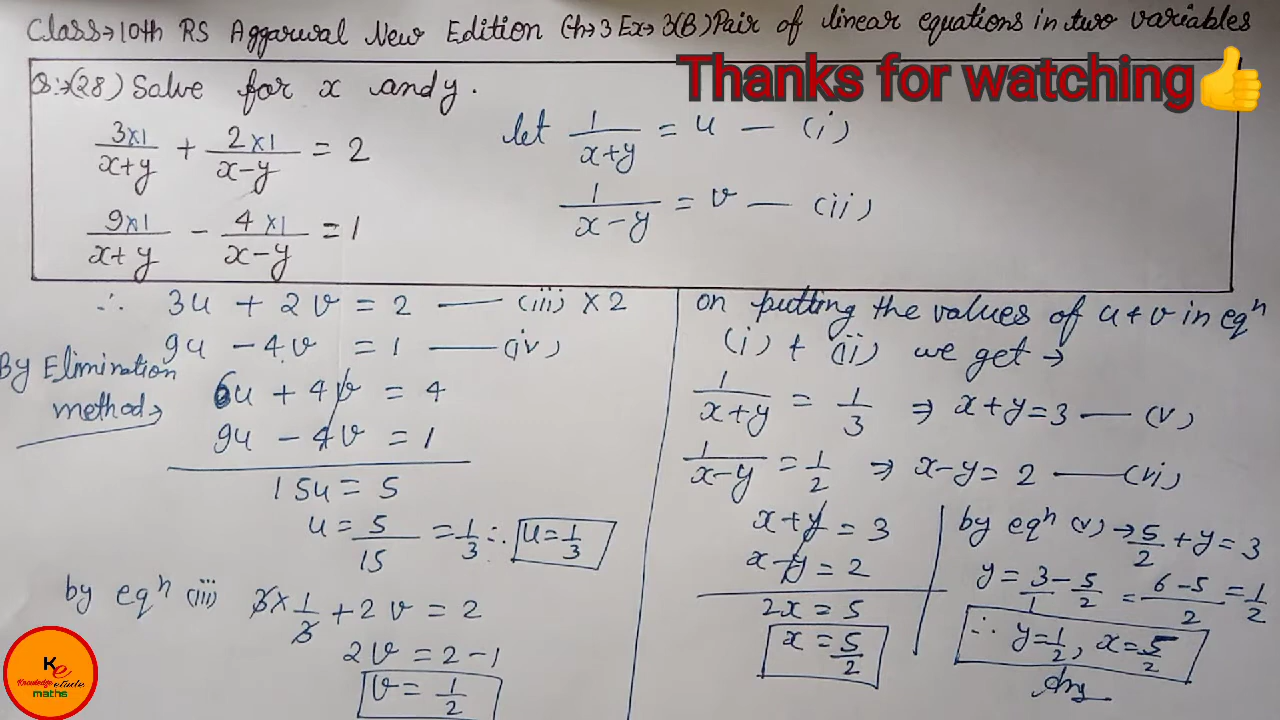 Class→10th RS Aggarwal New Edition Ch→3 Ex→3(B) Pair of linear equations in two variables
Thanks for watching👍
Q:→(28) Solve for x and y.
3×1/x+y + 2×1/x-y = 2
9×1/x+y - 4×1/x-y = 1
let 1/x+y = u — (i)
1/x-y = v — (ii)
∴ 3u + 2v = 2 — (iii) × 2
9u - 4v = 1 — (iv)
By Elimination
method→
6u + 4v = 4
9u - 4v = 1
15u = 5
u = 5/15 = 1/3 ∴ u = 1/3
by eqn (iii) 3×1/3 + 2v = 2
2v = 2-1
v = 1/2
on putting the values of u + v in eqn
(i) + (ii) we get →
1/x+y = 1/3 ⇒ x+y = 3 — (v)
1/x-y = 1/2 ⇒ x-y = 2 — (vi)
x+y = 3
x-y = 2
2x = 5
x = 5/2
by eqn (v) → 5/2 + y = 3
y = 3/1 - 5/2 = 6-5/2 = 1/2
∴ y = 1/2, x = 5/2
Ans
Ke
Knowledge etude
maths